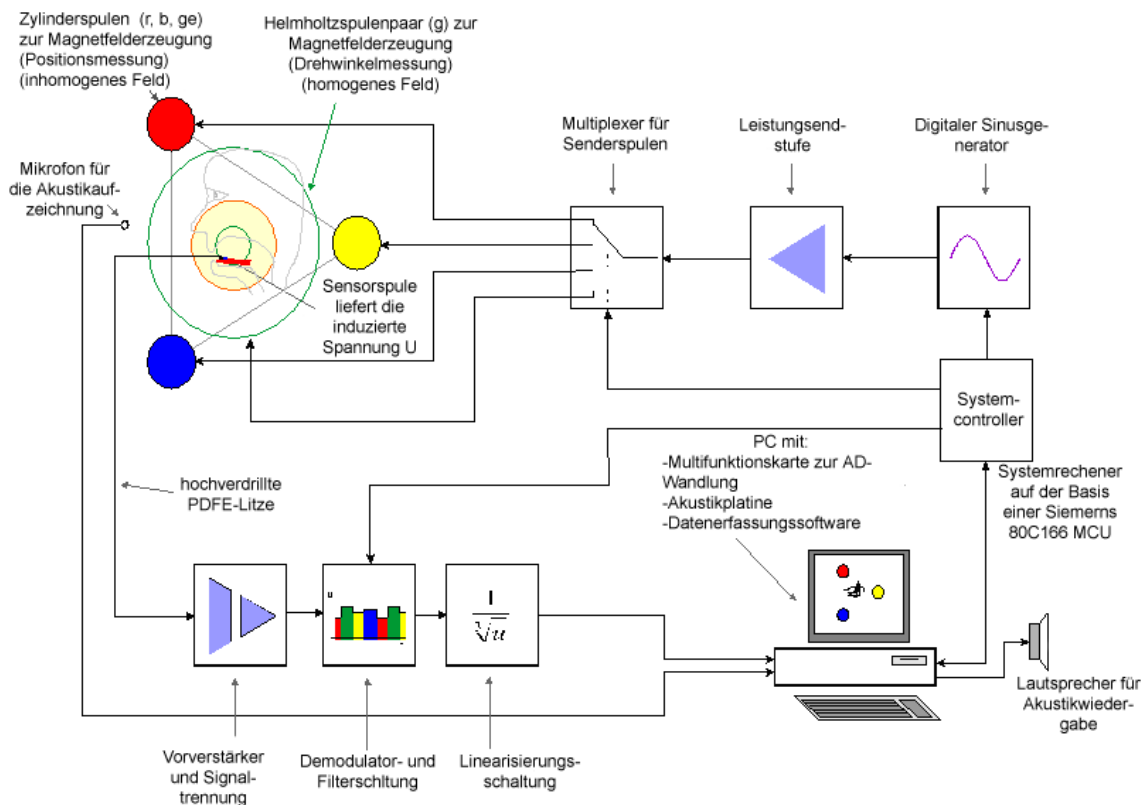 Zylinderspulen (r, b, ge)
zur Magnetfelderzeugung
(Positionsmessung)
(inhomogenes Feld)
Helmholtzspulenpaar (g) zur
Magnetfelderzeugung
(Drehwinkelmessung)
(homogenes Feld)
Multiplexer für
Senderspulen
Leistungsend-
stufe
Digitaler Sinusge-
nerator
Mikrofon für
die Akustikauf-
zeichnung
Sensorspule
liefert die
induzierte
Spannung U
System-
controller
hochverdrillte
PDFE-Litze
PC mit:
-Multifunktionskarte zur AD-
Wandlung
-Akustikplatine
-Datenerfassungssoftware
Systemrechener
auf der Basis
einer Siemerns
80C166 MCU
u
1
∛u
Lautsprecher für
Akustikwieder-
gabe
Vorverstärker
und Signal-
trennung
Demodulator- und
Filterschltung
Linearisierungs-
schaltung